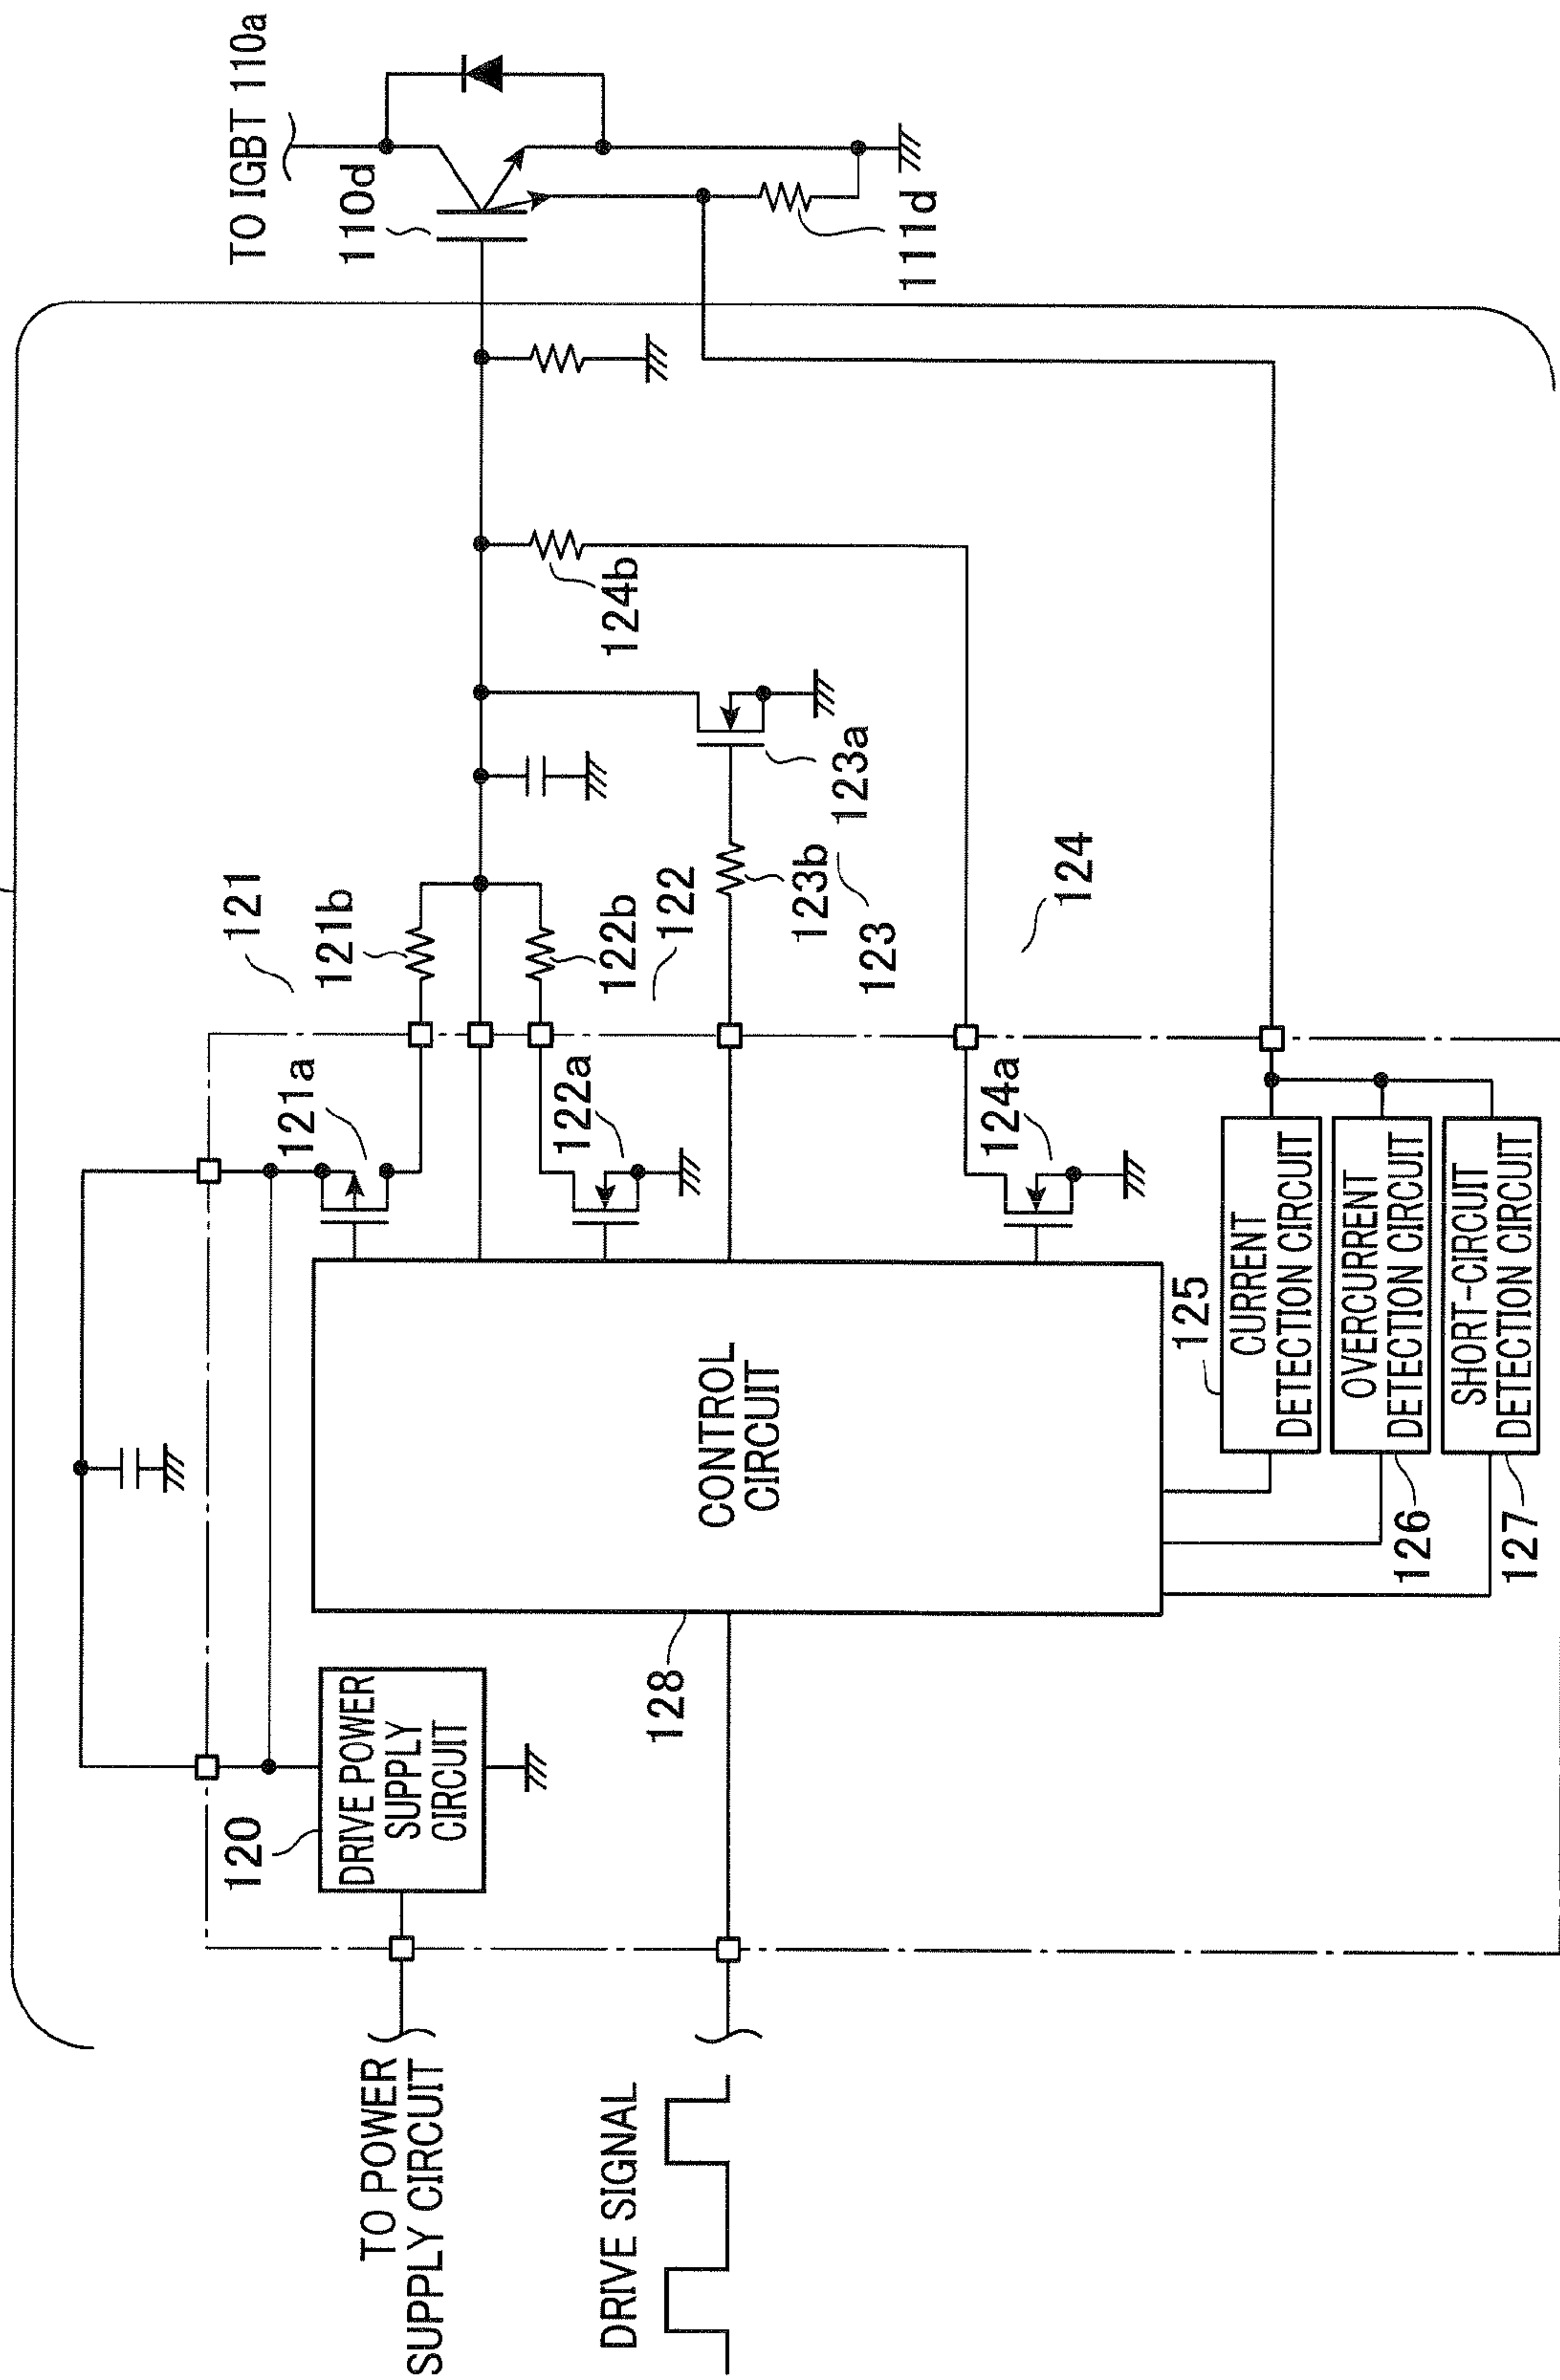 TO POWER
SUPPLY CIRCUIT
DRIVE SIGNAL
120
DRIVE POWER
SUPPLY
CIRCUIT
128
CONTROL
CIRCUIT
121
121a
121b
122a
122b
122
123b
123a
123
124a
124b
124
125
CURRENT
DETECTION CIRCUIT
126
OVERCURRENT
DETECTION CIRCUIT
127
SHORT-CIRCUIT
DETECTION CIRCUIT
TO IGBT 110a
110d
111d